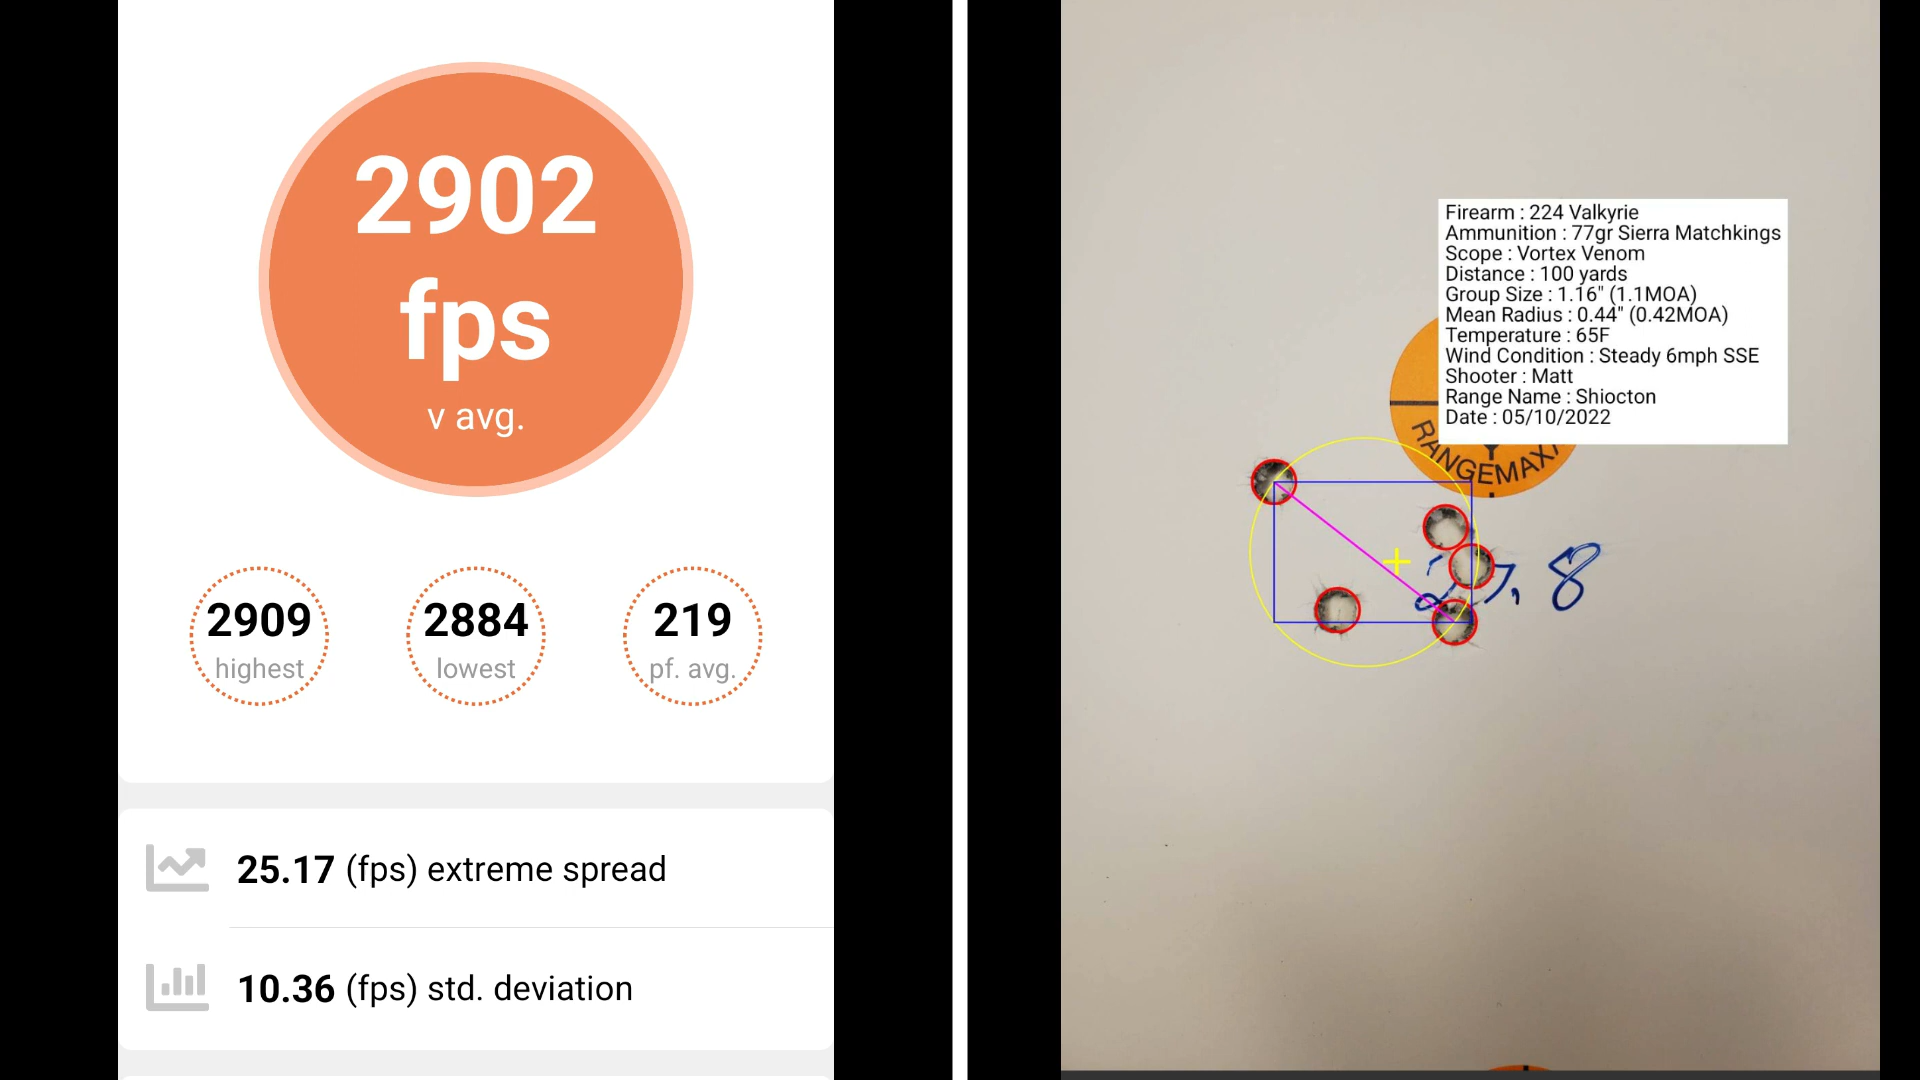 2902
fps
v avg.
2909
highest
2884
lowest
219
pf. avg.
25.17 (fps) extreme spread
10.36 (fps) std. deviation
Firearm : 224 Valkyrie
Ammunition : 77gr Sierra Matchkings
Scope : Vortex Venom
Distance : 100 yards
Group Size : 1.16" (1.1MOA)
Mean Radius : 0.44" (0.42MOA)
Temperature : 65F
Wind Condition : Steady 6mph SSE
Shooter : Matt
Range Name : Shiocton
Date : 05/10/2022
27.8